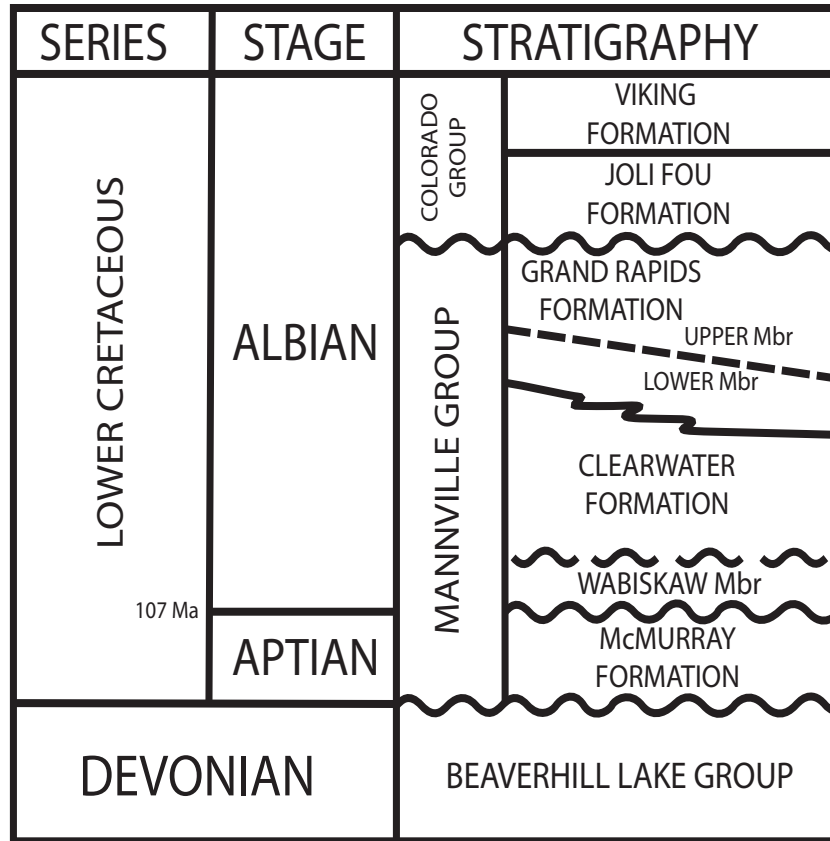 SERIES
STAGE
STRATIGRAPHY
LOWER CRETACEOUS
107 Ma
ALBIAN
APTIAN
COLORADO
GROUP
MANNVILLE GROUP
VIKING
FORMATION
JOLI FOU
FORMATION
GRAND RAPIDS
FORMATION
UPPER Mbr
LOWER Mbr
CLEARWATER
FORMATION
WABISKAW Mbr
McMURRAY
FORMATION
DEVONIAN
BEAVERHILL LAKE GROUP